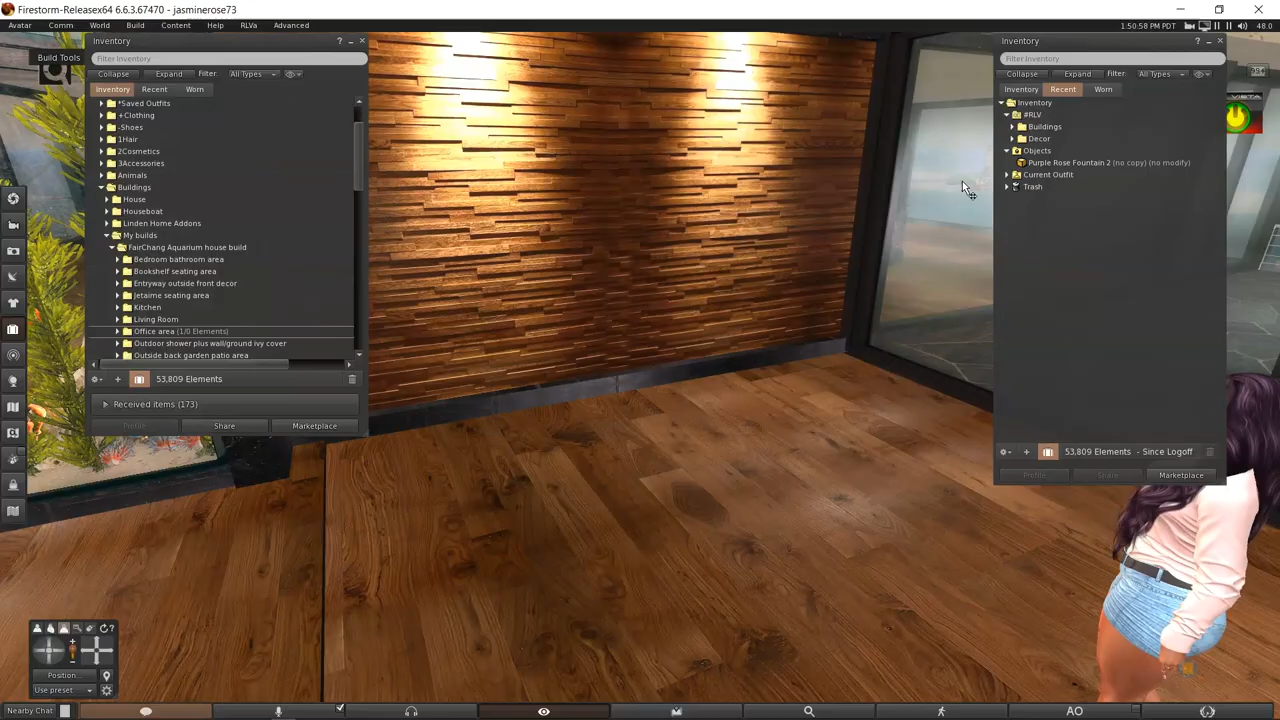 Firestorm-Releasex64 6.6.3.67470 - jasminerose73
Avatar Comm World Build Content Help RLVa Advanced
1:50:58 PM PDT
48.0
Build Tools
Inventory
Filter Inventory
Collapse Expand Filter: All Types
Inventory Recent Worn
*Saved Outfits
+Clothing
-Shoes
1Hair
2Cosmetics
3Accessories
Animals
Buildings
House
Houseboat
Linden Home Addons
My builds
FairChang Aquarium house build
Bedroom bathroom area
Bookshelf seating area
Entryway outside front decor
Jetaime seating area
Kitchen
Living Room
Office area (1/0 Elements)
Outdoor shower plus wall/ground ivy cover
Outside back garden patio area
53,809 Elements
Received items (173)
Profile Share Marketplace
Inventory
Filter Inventory
Collapse Expand Filter: All Types
Inventory Recent Worn
Inventory
#RLV
Buildings
Decor
Objects
Purple Rose Fountain 2 (no copy) (no modify)
Current Outfit
Trash
53,809 Elements - Since Logoff
Profile Share Marketplace
Position...
Use preset
Nearby Chat
AO